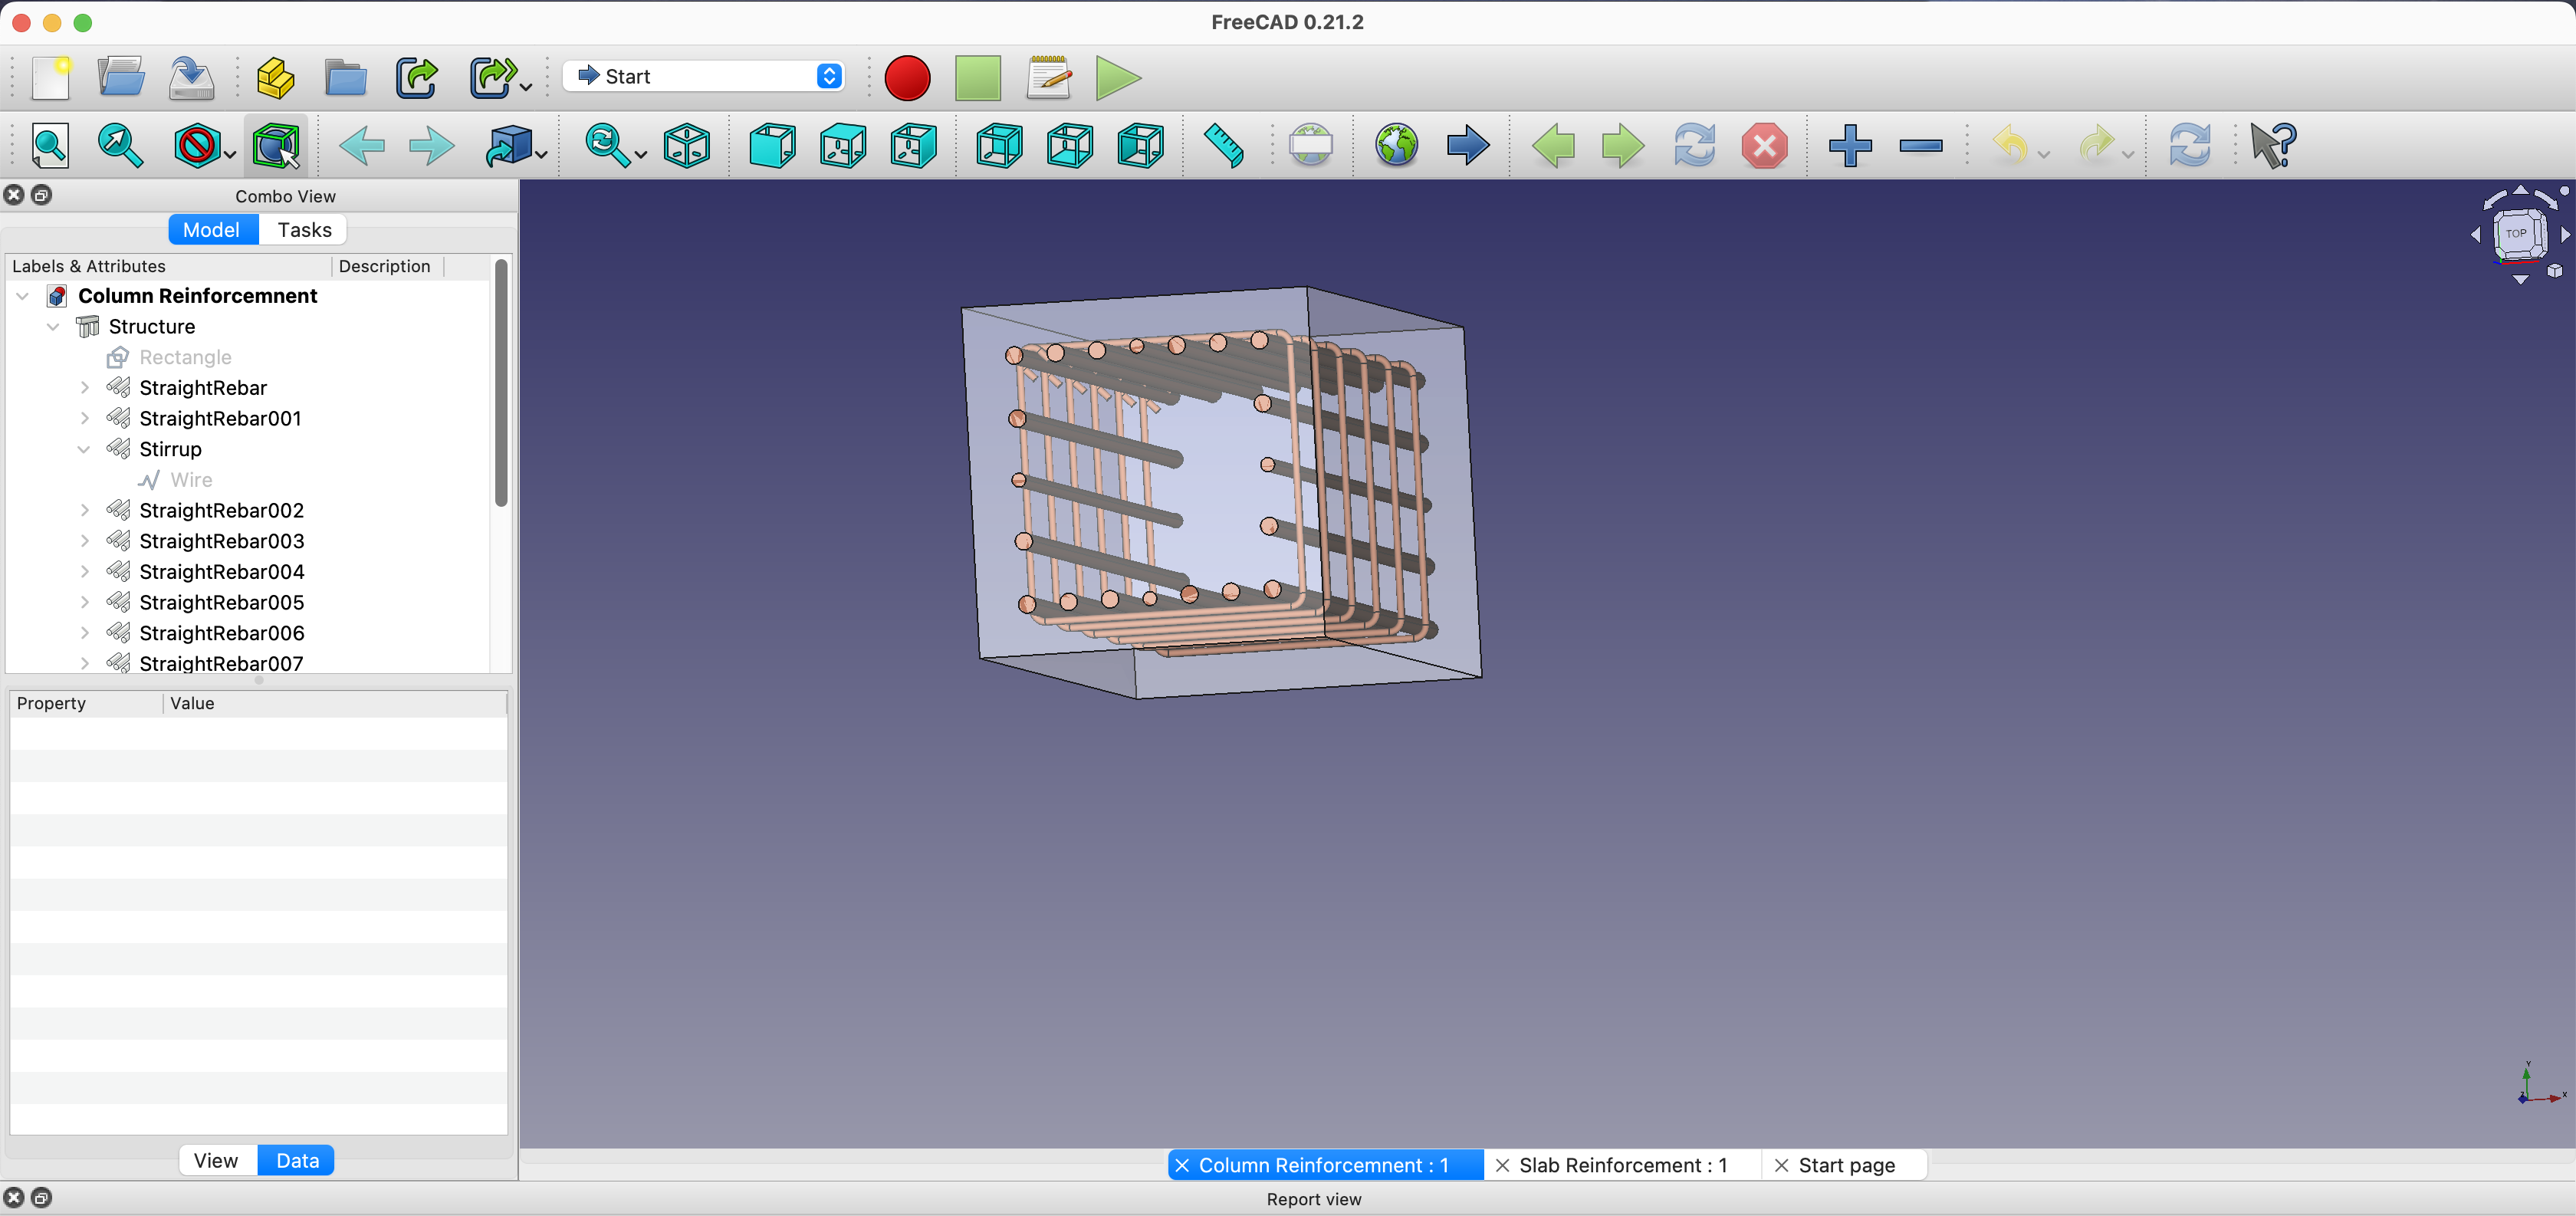 FreeCAD 0.21.2
Start
Combo View
Model Tasks
Labels & Attributes Description
Column Reinforcemnent
Structure
Rectangle
StraightRebar
StraightRebar001
Stirrup
Wire
StraightRebar002
StraightRebar003
StraightRebar004
StraightRebar005
StraightRebar006
StraightRebar007
Property Value
View Data
TOP
Y
X
Column Reinforcemnent : 1 Slab Reinforcement : 1 Start page
Report view